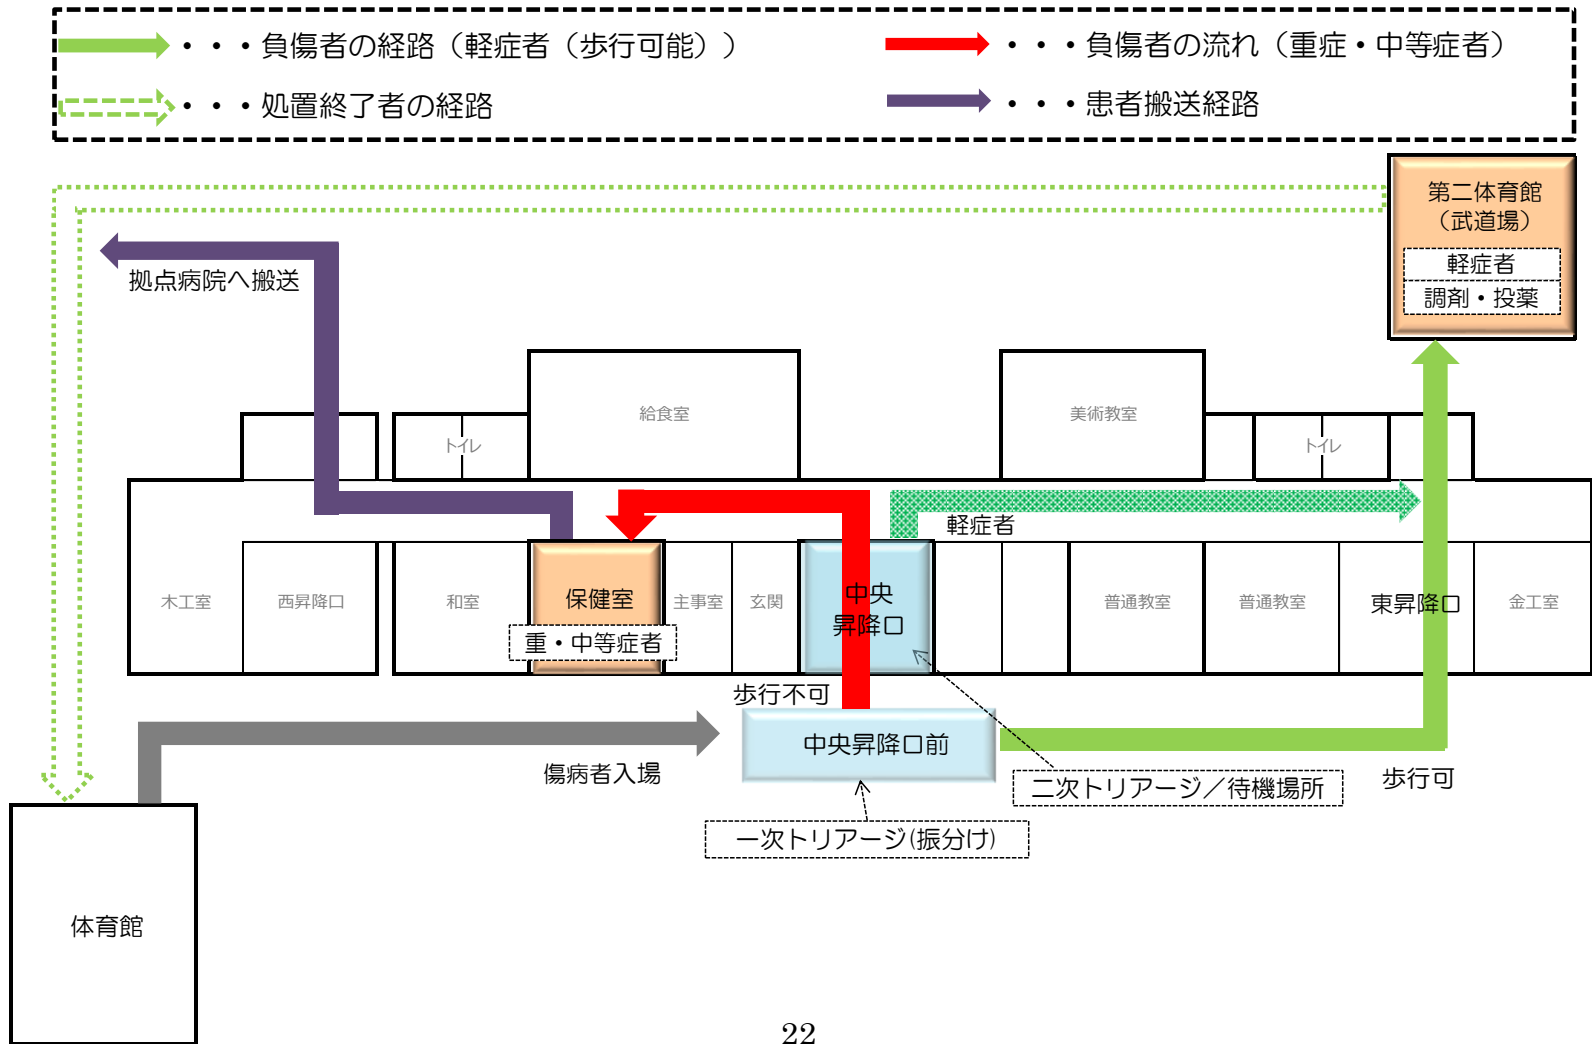 ・・・負傷者の経路（軽症者（歩行可能））
・・・負傷者の流れ（重症・中等症者）
・・・処置終了者の経路
・・・患者搬送経路
第二体育館
（武道場）
軽症者
調剤・投薬
拠点病院へ搬送
給食室
美術教室
トイレ
トイレ
軽症者
木工室
西昇降口
和室
保健室
重・中等症者
主事室
玄関
中央
昇降口
普通教室
普通教室
東昇降口
金工室
歩行不可
中央昇降口前
傷病者入場
二次トリアージ／待機場所
歩行可
一次トリアージ(振分け)
体育館
22